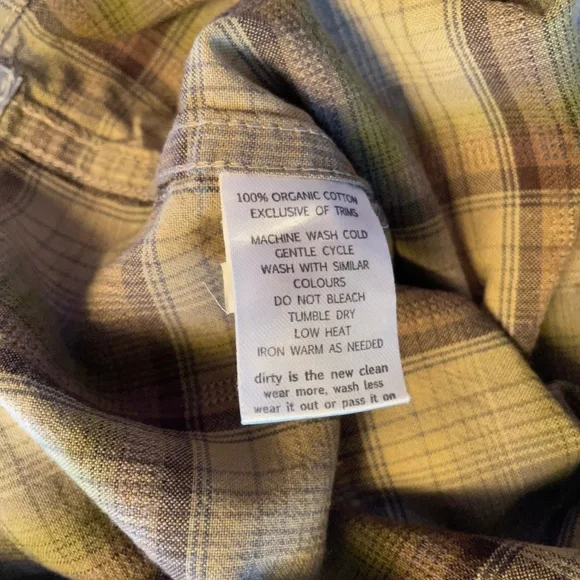 100% ORGANIC COTTON
EXCLUSIVE OF TRIMS
MACHINE WASH COLD
GENTLE CYCLE
WASH WITH SIMILAR
COLOURS
DO NOT BLEACH
TUMBLE DRY
LOW HEAT
IRON WARM AS NEEDED
dirty is the new clean
wear more, wash less
wear it out or pass it on